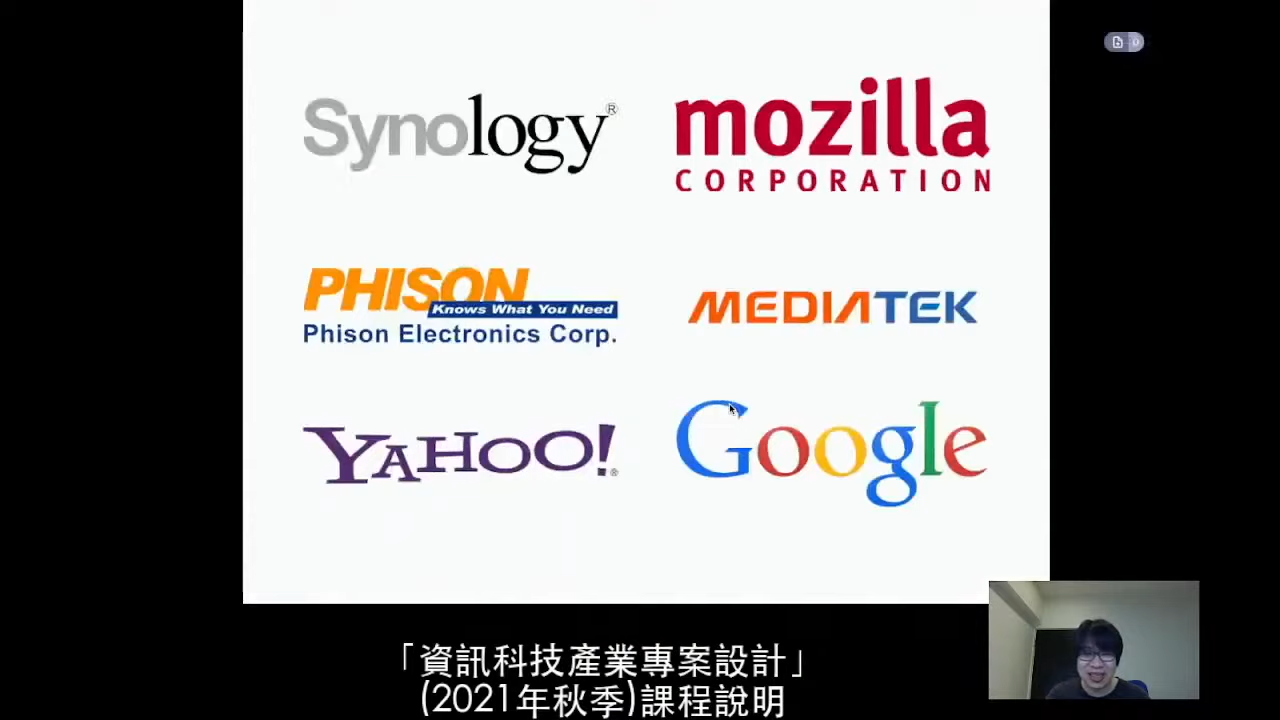 Synology®
mozilla
CORPORATION
PHISON
Knows What You Need
Phison Electronics Corp.
MEDIATEK
YAHOO!®
Google
0
「資訊科技產業專案設計」
(2021年秋季)課程說明